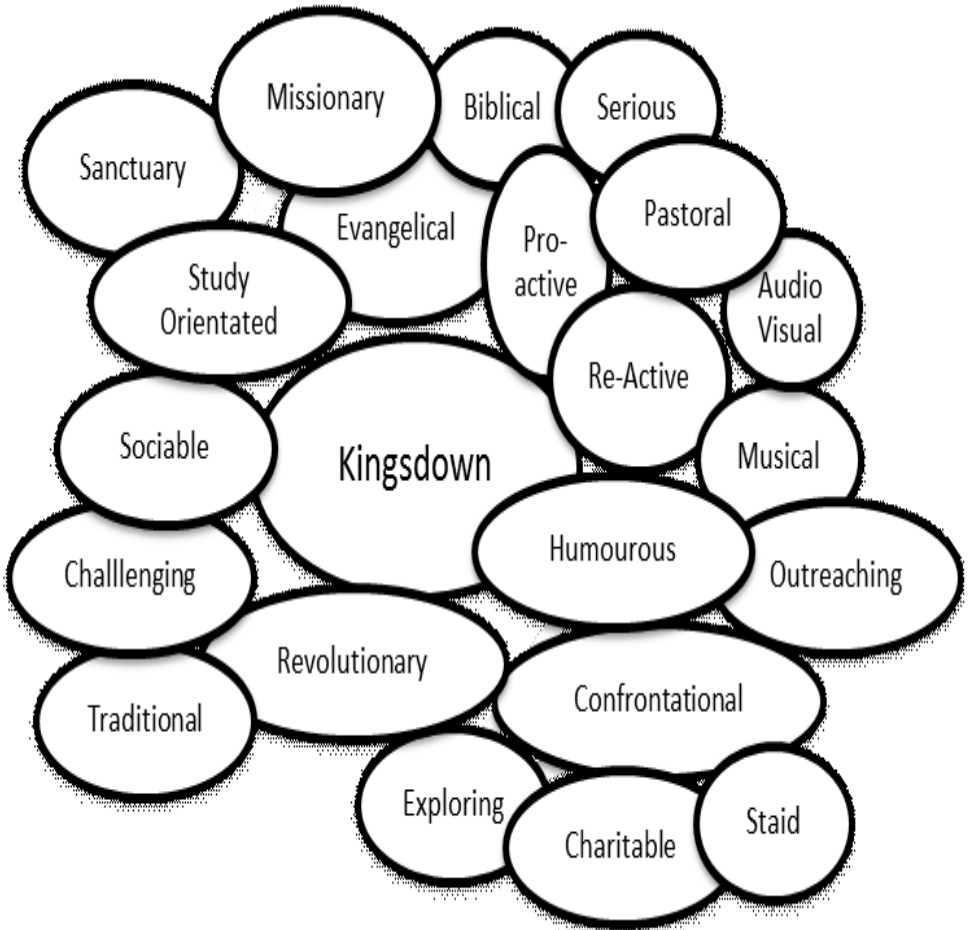 Missionary
Biblical
Serious
Sanctuary
Evangelical
Pastoral
Pro-
active
Study
Orientated
Audio
Visual
Re-Active
Sociable
Kingsdown
Musical
Challlenging
Humourous
Outreaching
Revolutionary
Confrontational
Traditional
Exploring
Charitable
Staid